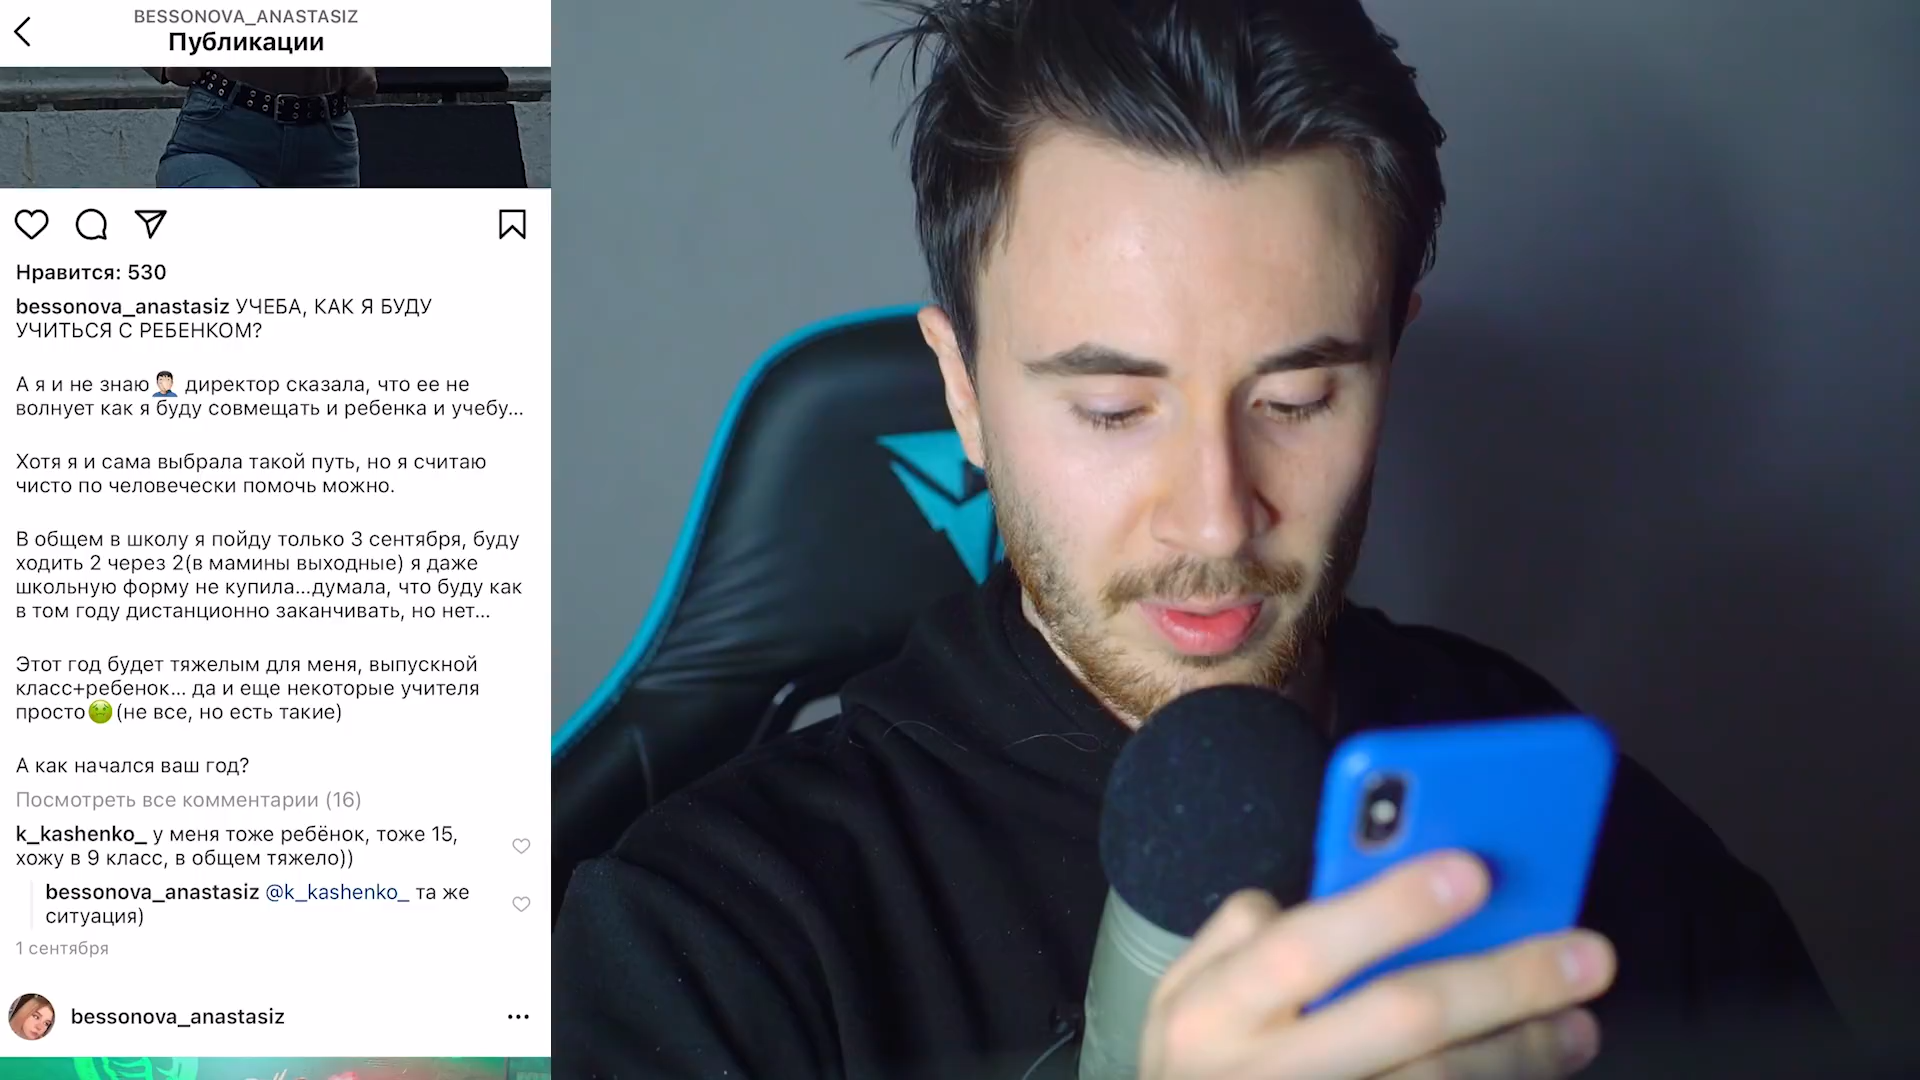 BESSONOVA_ANASTASIZ
Публикации
Нравится: 530
bessonova_anastasiz УЧЕБА, КАК Я БУДУ
УЧИТЬСЯ С РЕБЕНКОМ?
А я и не знаю🤦🏻‍♂️ директор сказала, что ее не
волнует как я буду совмещать и ребенка и учебу...
Хотя я и сама выбрала такой путь, но я считаю
чисто по человечески помочь можно.
В общем в школу я пойду только 3 сентября, буду
ходить 2 через 2(в мамины выходные) я даже
школьную форму не купила...думала, что буду как
в том году дистанционно заканчивать, но нет...
Этот год будет тяжелым для меня, выпускной
класс+ребенок... да и еще некоторые учителя
просто🤢(не все, но есть такие)
А как начался ваш год?
Посмотреть все комментарии (16)
k_kashenko_ у меня тоже ребёнок, тоже 15,
хожу в 9 класс, в общем тяжело))
bessonova_anastasiz @k_kashenko_ та же
ситуация)
1 сентября
bessonova_anastasiz